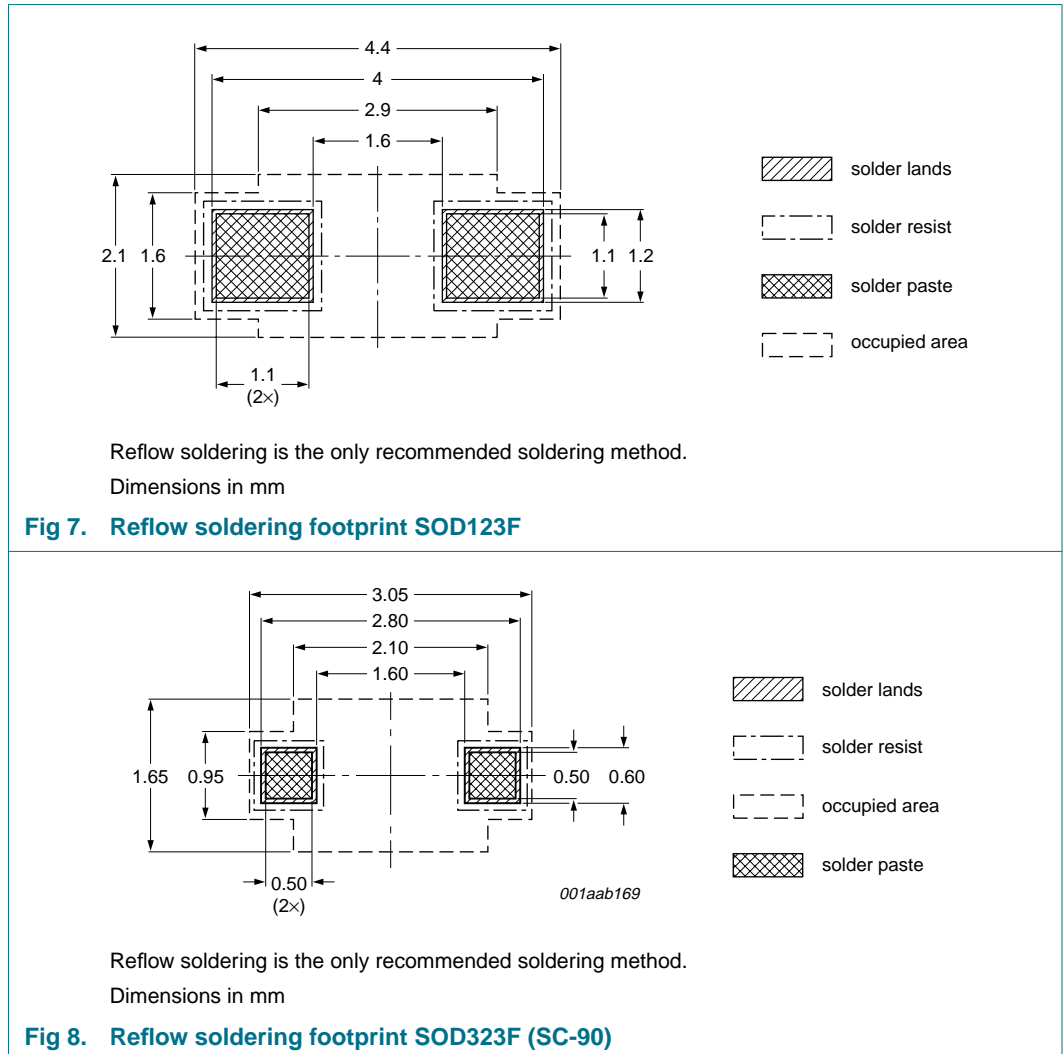 4.4
4
2.9
1.6
2.1 1.6 1.1 1.2
1.1
(2×)
solder lands
solder resist
solder paste
occupied area
Reflow soldering is the only recommended soldering method.
Dimensions in mm
Fig 7. Reflow soldering footprint SOD123F
3.05
2.80
2.10
1.60
1.65 0.95 0.50 0.60
0.50
(2×)
001aab169
solder lands
solder resist
occupied area
solder paste
Reflow soldering is the only recommended soldering method.
Dimensions in mm
Fig 8. Reflow soldering footprint SOD323F (SC-90)